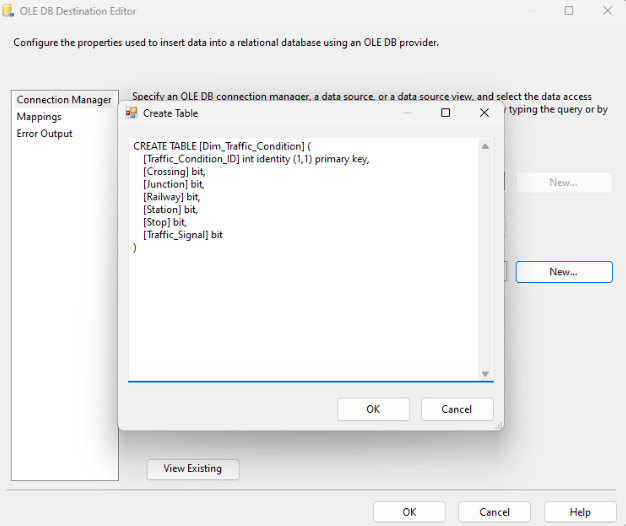 OLE DB Destination Editor
Configure the properties used to insert data into a relational database using an OLE DB provider.
Connection Manager
Mappings
Error Output
Specify an OLE DB connection manager, a data source, or a data source view, and select the data access
typing the query or by
Create Table
CREATE TABLE [Dim_Traffic_Condition] (
[Traffic_Condition_ID] int identity (1,1) primary key,
[Crossing] bit,
[Junction] bit,
[Railway] bit,
[Station] bit,
[Stop] bit,
[Traffic_Signal] bit
)
New...
New...
OK
Cancel
View Existing
OK
Cancel
Help